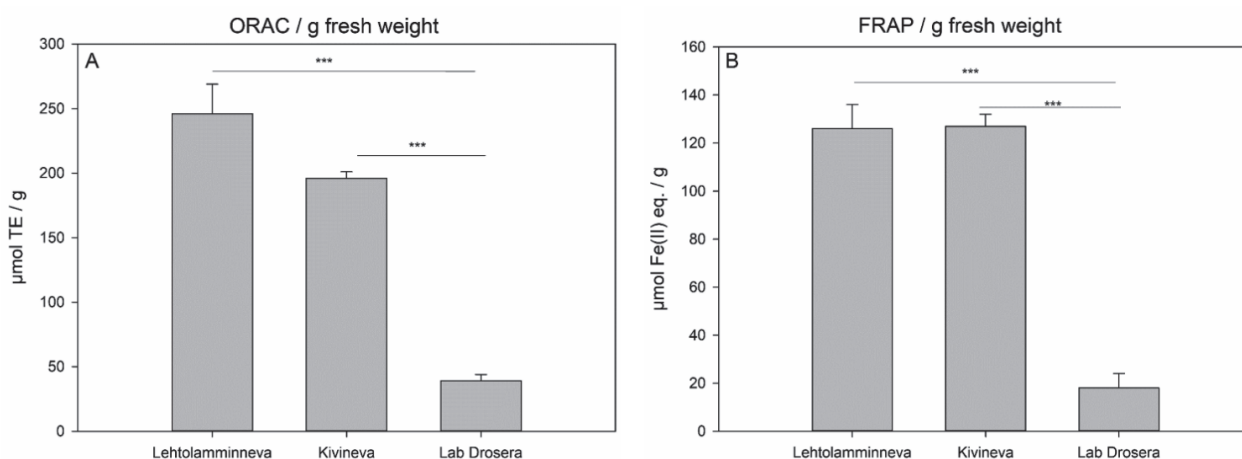 ORAC / g fresh weight
A
300
250
200
150
100
50
0
µmol TE / g
***
***
Lehtolamminneva Kivineva Lab Drosera
FRAP / g fresh weight
B
160
140
120
100
80
60
40
20
0
µmol Fe(II) eq. / g
***
***
Lehtolamminneva Kivineva Lab Drosera